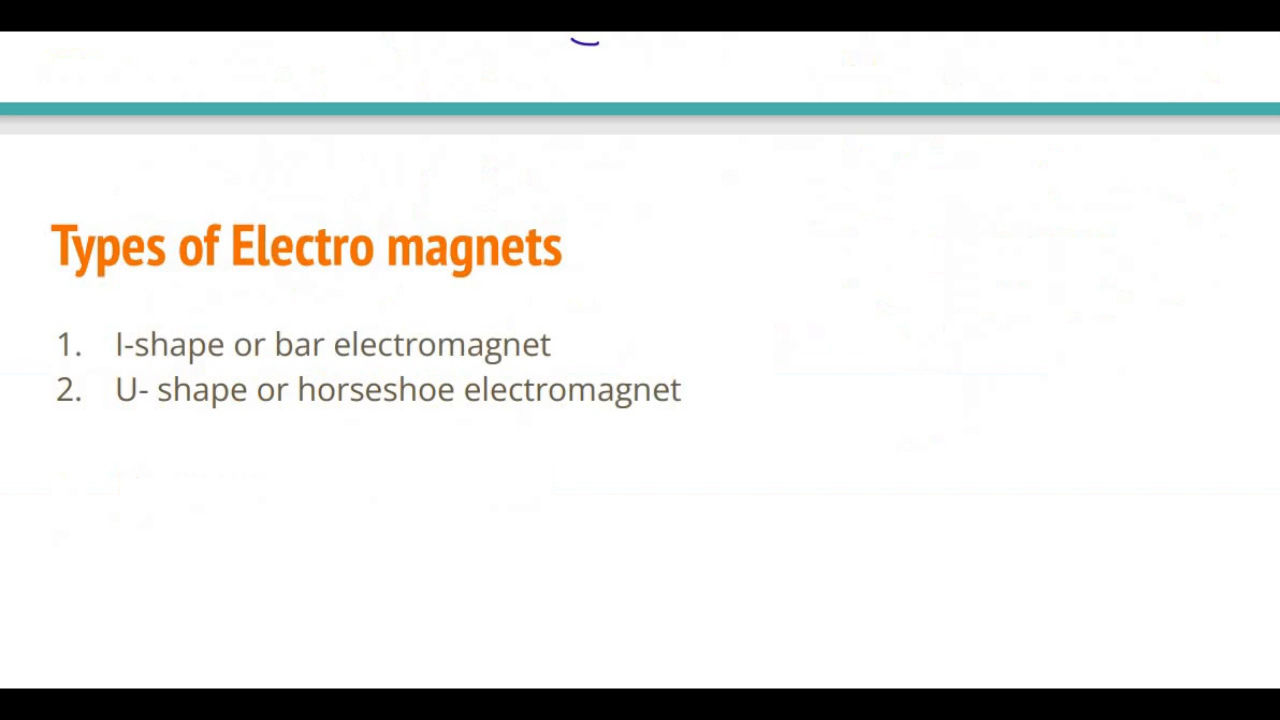 Types of Electro magnets
1. I-shape or bar electromagnet
2. U- shape or horseshoe electromagnet